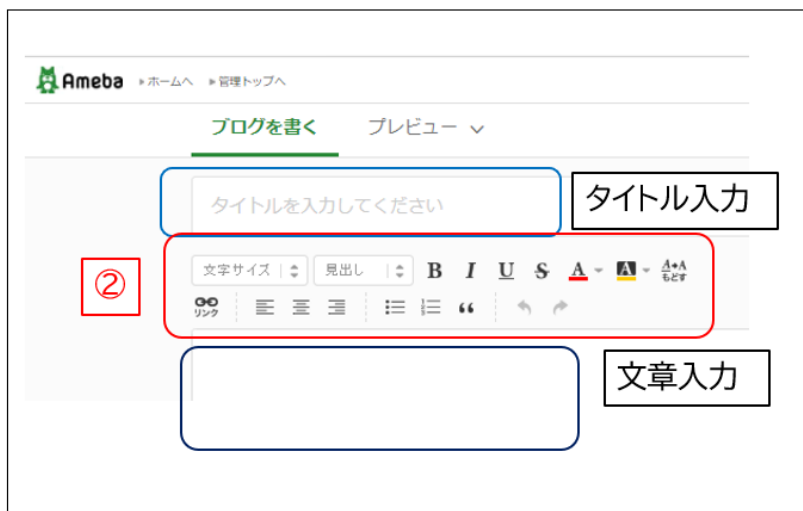 Ameba ▶ホームへ ▶管理トップへ
ブログを書く プレビュー
タイトルを入力してください
タイトル入力
②
文字サイズ 見出し B I U S A A A→A もどす
リンク
文章入力